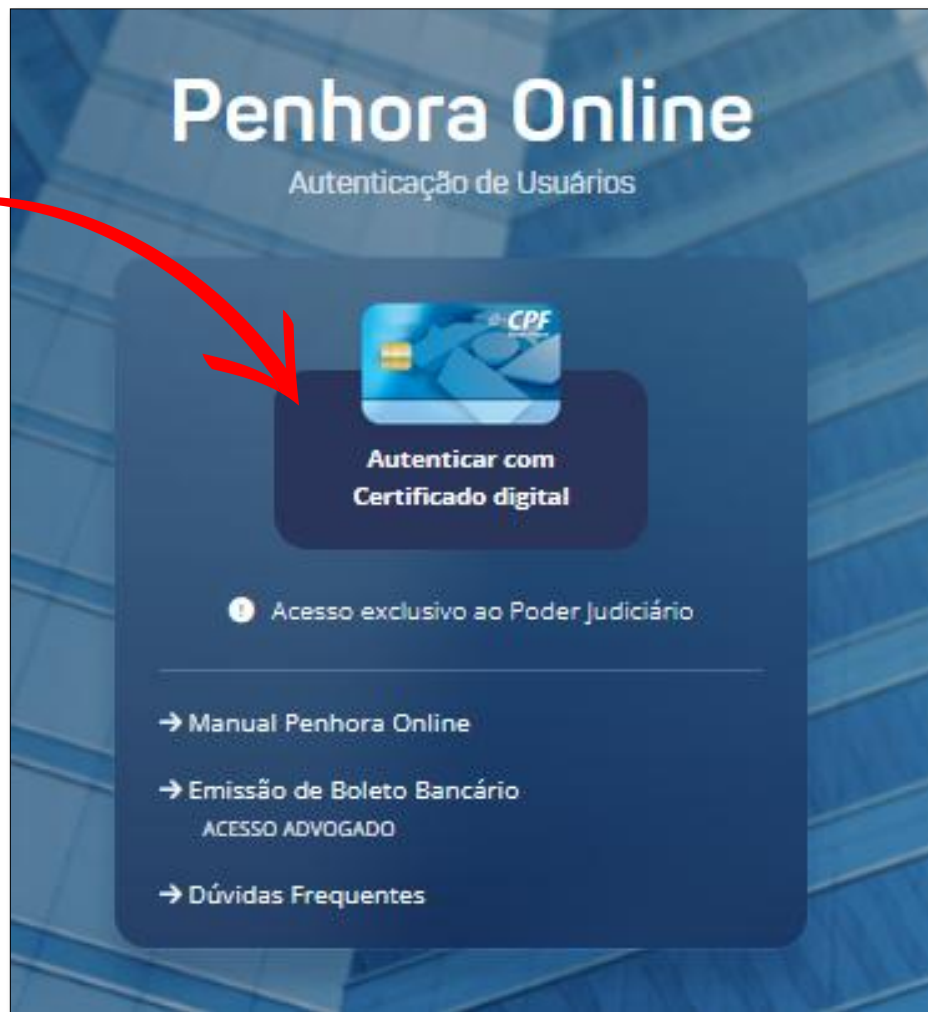 Penhora Online
Autenticação de Usuários
e-CPF
Autenticar com
Certificado digital
Acesso exclusivo ao Poder Judiciário
Manual Penhora Online
Emissão de Boleto Bancário
ACESSO ADVOGADO
Dúvidas Frequentes